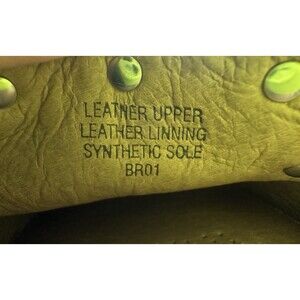 LEATHER UPPER
LEATHER LINNING
SYNTHETIC SOLE
BR01